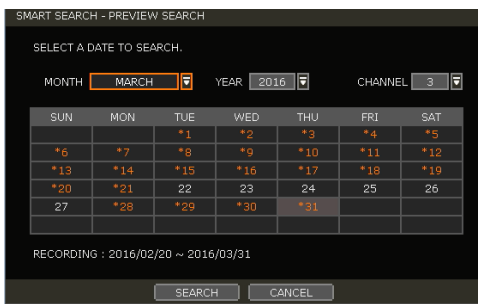 SMART SEARCH - PREVIEW SEARCH
SELECT A DATE TO SEARCH.
MONTH MARCH YEAR 2016 CHANNEL 3
SUN MON TUE WED THU FRI SAT
*1 *2 *3 *4 *5
*6 *7 *8 *9 *10 *11 *12
*13 *14 *15 *16 *17 *18 *19
*20 *21 22 23 24 25 26
27 *28 *29 *30 *31
RECORDING : 2016/02/20 ~ 2016/03/31
SEARCH CANCEL